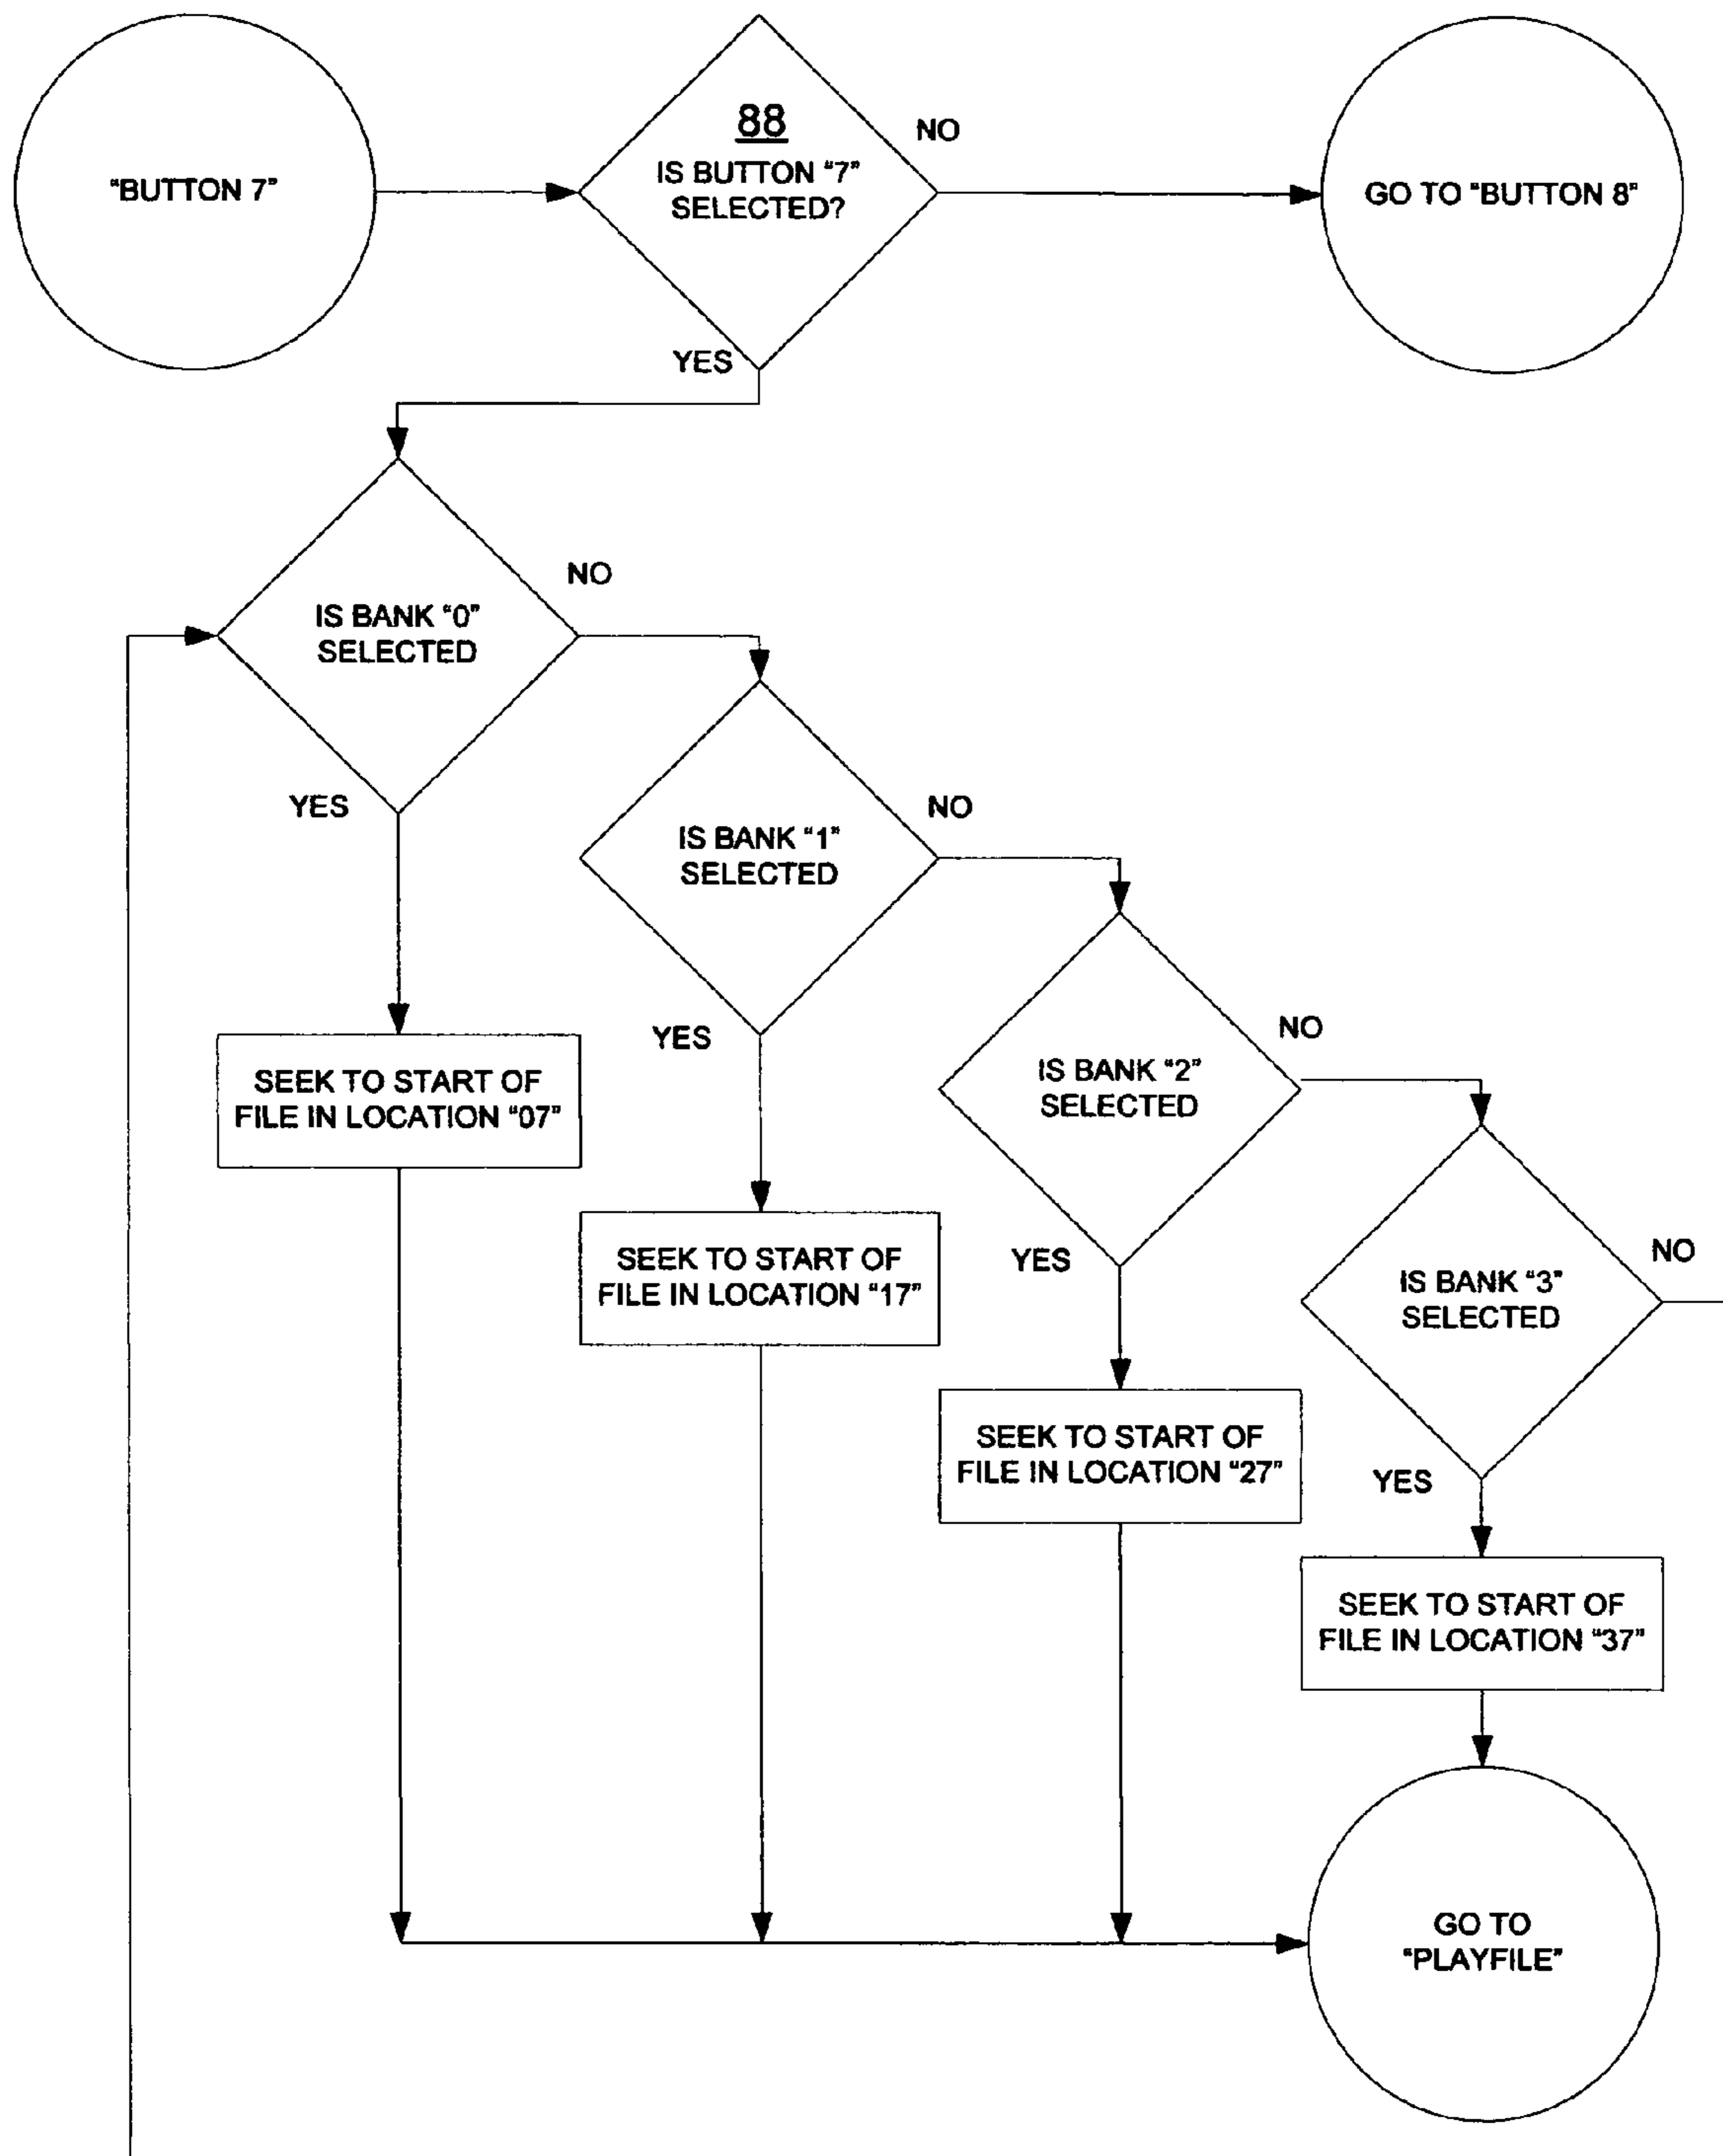 "BUTTON 7"
88
IS BUTTON "7"
SELECTED?
NO
GO TO "BUTTON 8"
YES
IS BANK "0"
SELECTED
NO
YES
IS BANK "1"
SELECTED
NO
YES
SEEK TO START OF
FILE IN LOCATION "07"
IS BANK "2"
SELECTED
NO
YES
SEEK TO START OF
FILE IN LOCATION "17"
IS BANK "3"
SELECTED
NO
YES
SEEK TO START OF
FILE IN LOCATION "27"
SEEK TO START OF
FILE IN LOCATION "37"
GO TO
"PLAYFILE"